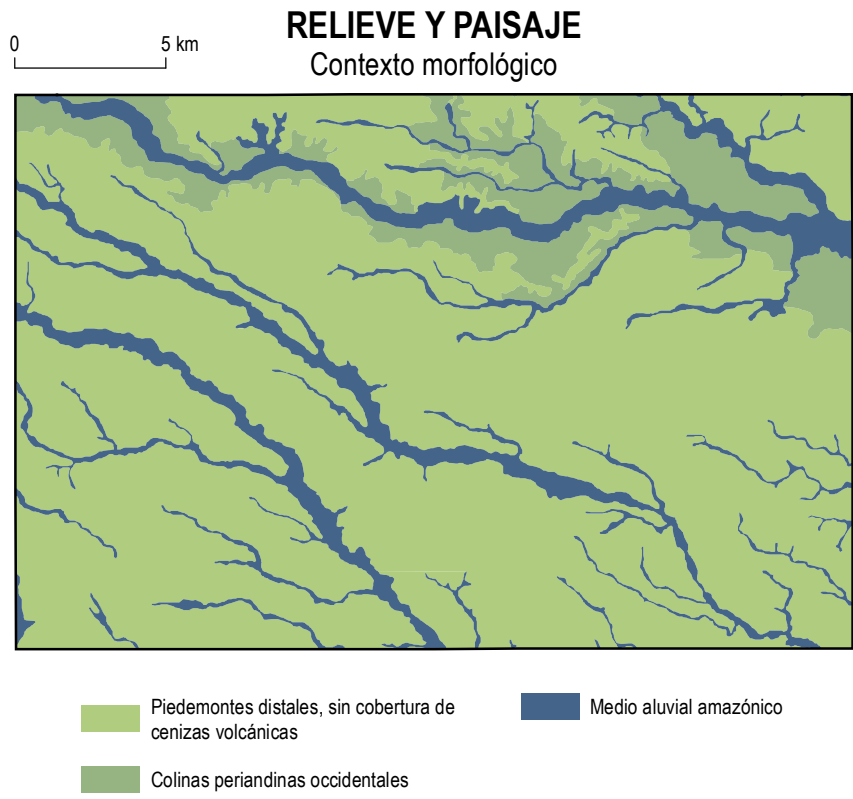 RELIEVE Y PAISAJE
Contexto morfológico
0 5 km
Piedemontes distales, sin cobertura de
cenizas volcánicas
Medio aluvial amazónico
Colinas periandinas occidentales